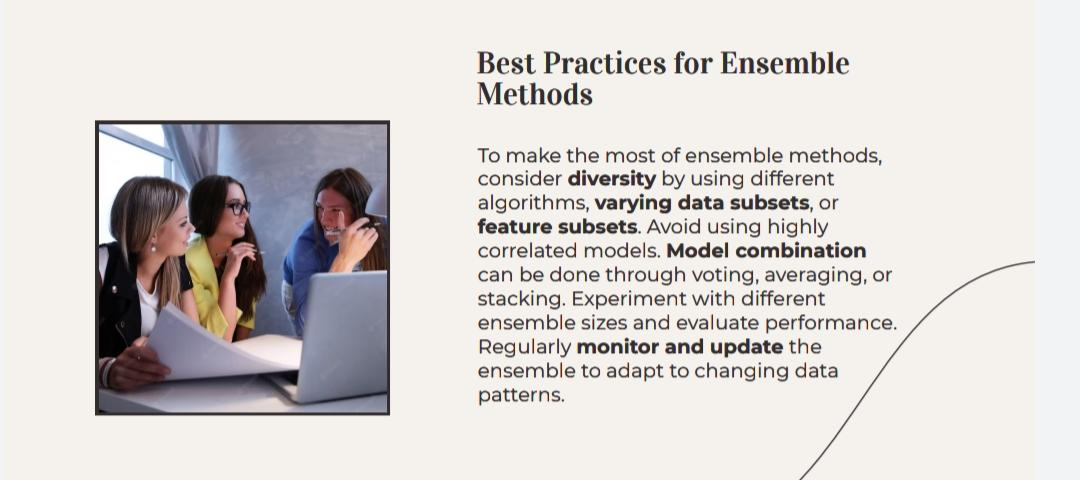 Best Practices for Ensemble
Methods
To make the most of ensemble methods,
consider diversity by using different
algorithms, varying data subsets, or
feature subsets. Avoid using highly
correlated models. Model combination
can be done through voting, averaging, or
stacking. Experiment with different
ensemble sizes and evaluate performance.
Regularly monitor and update the
ensemble to adapt to changing data
patterns.